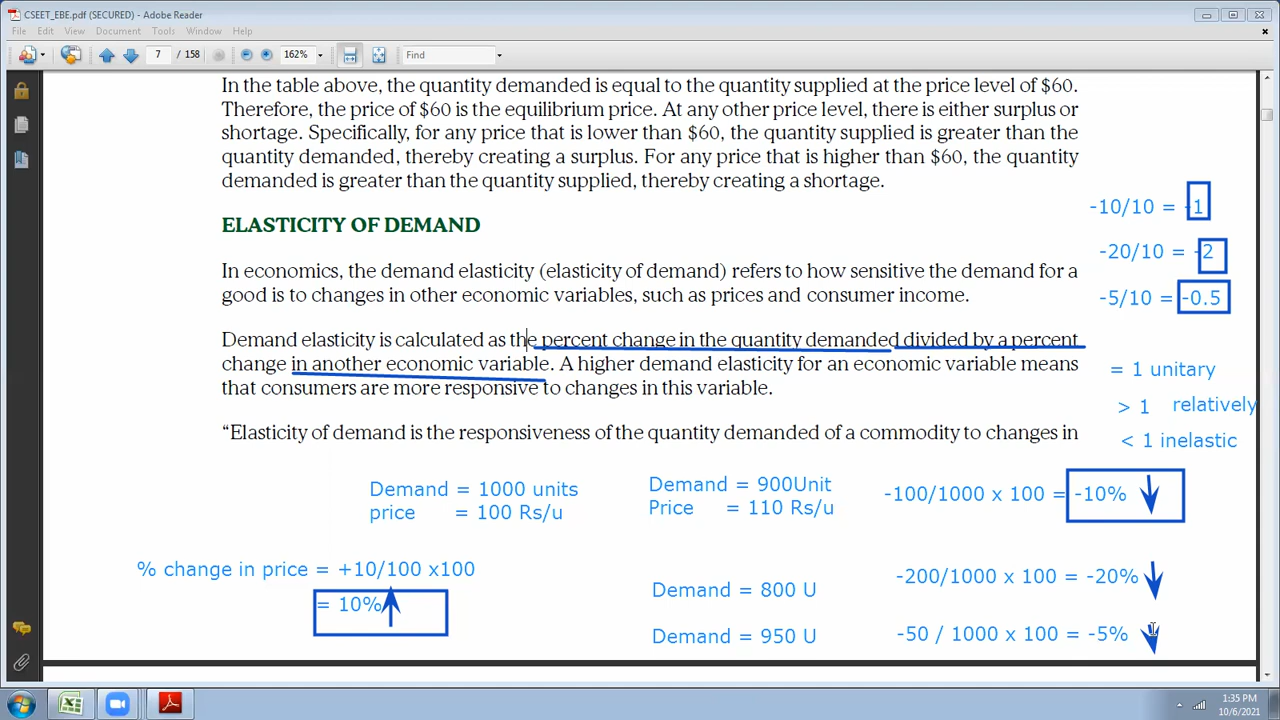 CSEET_EBE.pdf (SECURED) - Adobe Reader
File Edit View Document Tools Window Help
7 / 158 162% Find
In the table above, the quantity demanded is equal to the quantity supplied at the price level of $60.
Therefore, the price of $60 is the equilibrium price. At any other price level, there is either surplus or
shortage. Specifically, for any price that is lower than $60, the quantity supplied is greater than the
quantity demanded, thereby creating a surplus. For any price that is higher than $60, the quantity
demanded is greater than the quantity supplied, thereby creating a shortage.
-10/10 = -1
ELASTICITY OF DEMAND
-20/10 = -2
In economics, the demand elasticity (elasticity of demand) refers to how sensitive the demand for a
good is to changes in other economic variables, such as prices and consumer income.
-5/10 = -0.5
Demand elasticity is calculated as the percent change in the quantity demanded divided by a percent
change in another economic variable. A higher demand elasticity for an economic variable means
that consumers are more responsive to changes in this variable.
= 1 unitary
> 1 relatively
< 1 inelastic
“Elasticity of demand is the responsiveness of the quantity demanded of a commodity to changes in
Demand = 1000 units
price = 100 Rs/u
Demand = 900Unit
Price = 110 Rs/u
-100/1000 x 100 = -10%
% change in price = +10/100 x100
= 10%
Demand = 800 U
-200/1000 x 100 = -20%
Demand = 950 U
-50 / 1000 x 100 = -5%
1:35 PM
10/6/2021